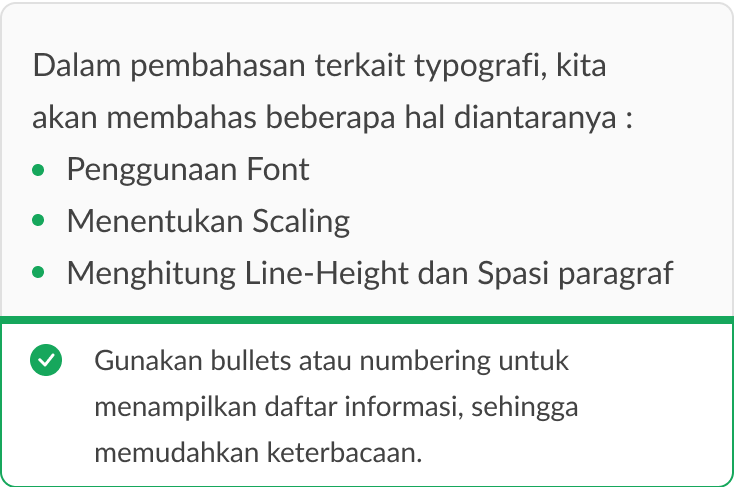 Dalam pembahasan terkait typografi, kita
akan membahas beberapa hal diantaranya :
• Penggunaan Font
• Menentukan Scaling
• Menghitung Line-Height dan Spasi paragraf
Gunakan bullets atau numbering untuk
menampilkan daftar informasi, sehingga
memudahkan keterbacaan.